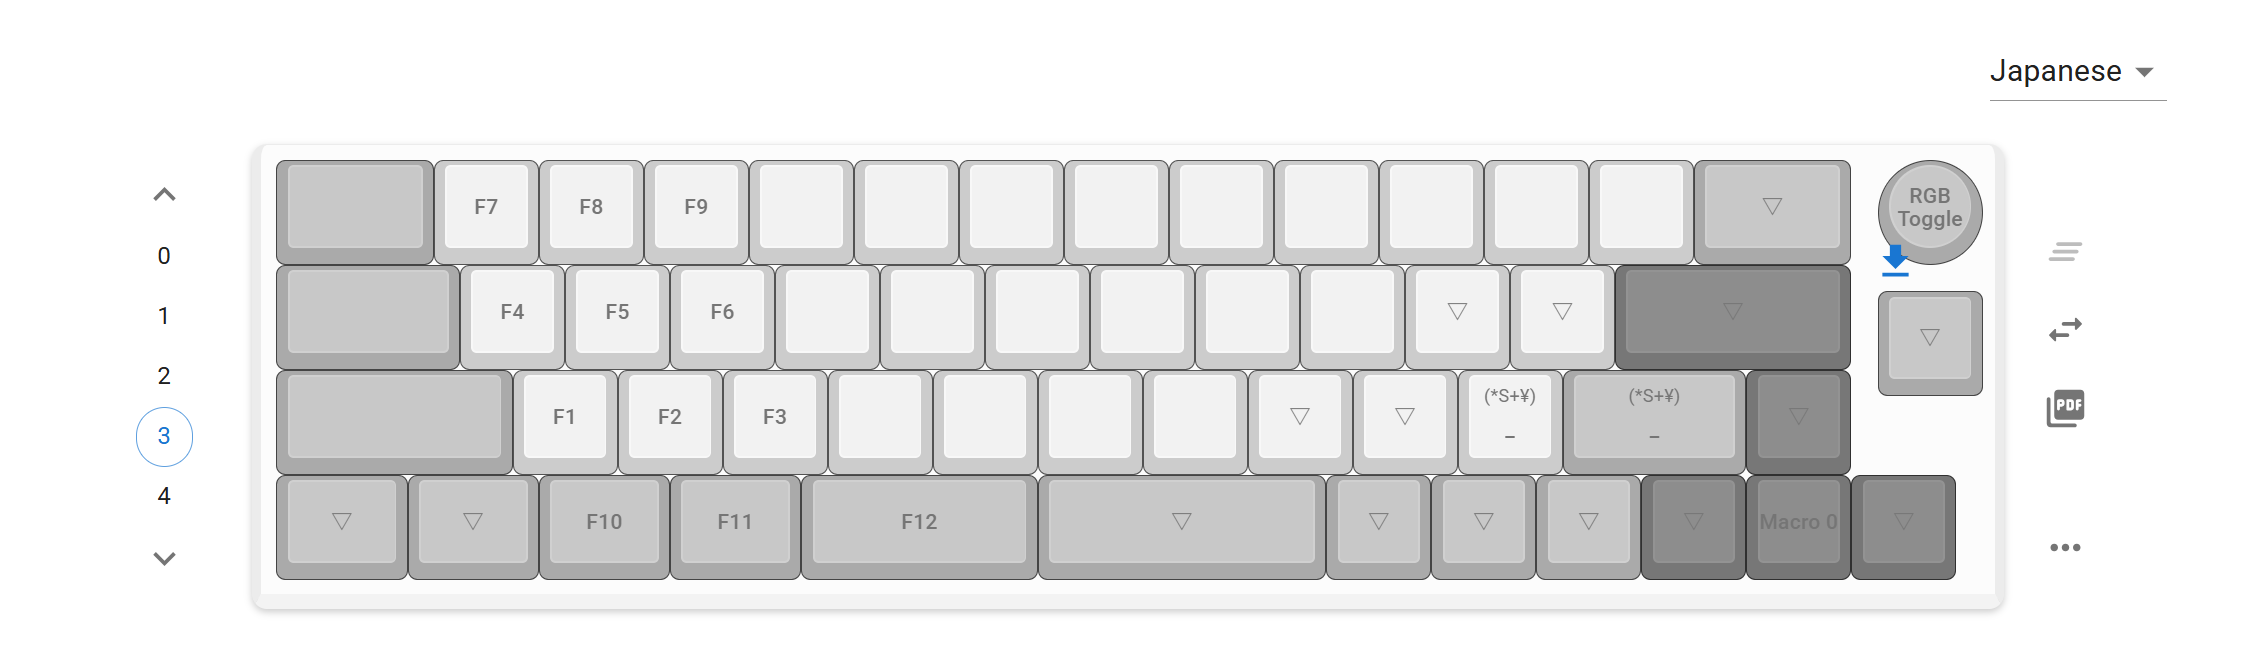 Japanese
0
1
2
3
4
F7 F8 F9 ▽ RGB
Toggle
F4 F5 F6 ▽ ▽ ▽ ▽
F1 F2 F3 ▽ ▽ (*S+¥) (*S+¥) ▽
_ _
▽ ▽ F10 F11 F12 ▽ ▽ ▽ ▽ ▽ Macro 0 ▽
PDF